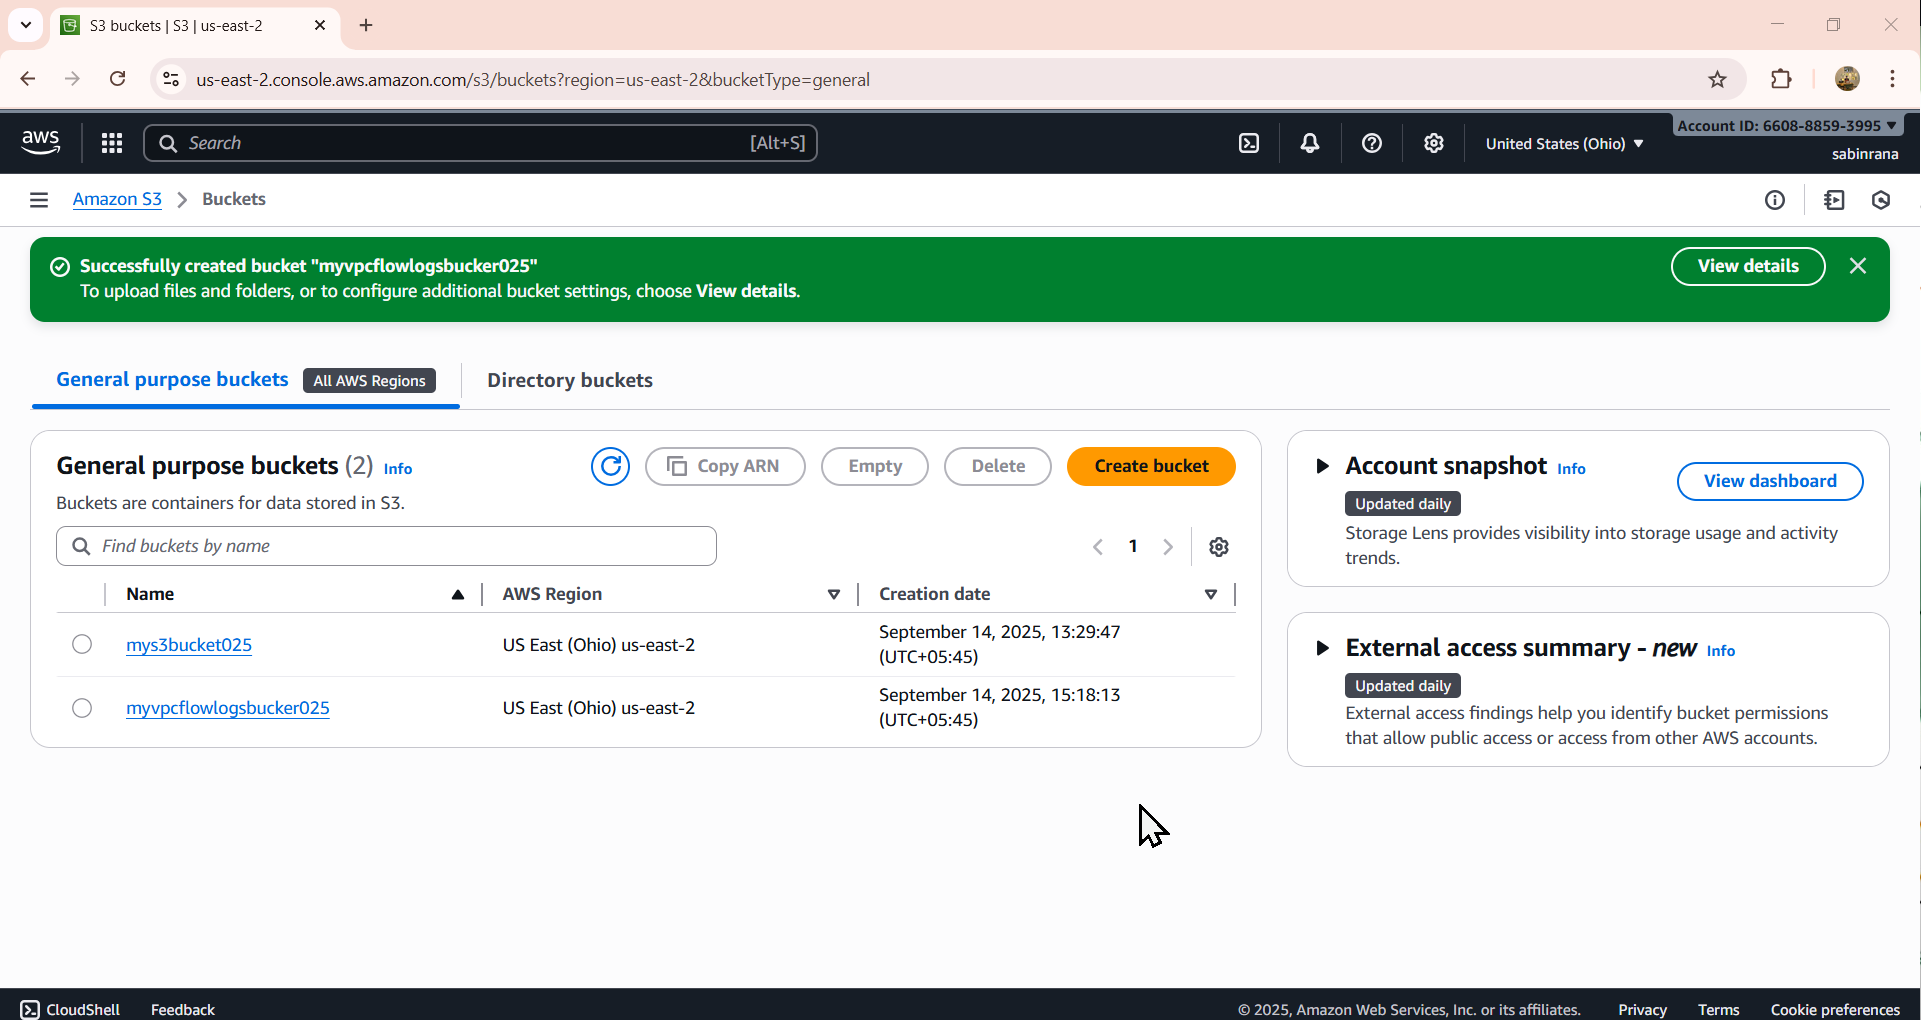 S3 buckets | S3 | us-east-2
us-east-2.console.aws.amazon.com/s3/buckets?region=us-east-2&bucketType=general
aws
Search
[Alt+S]
United States (Ohio)
Account ID: 6608-8859-3995
sabinrana
Amazon S3
Buckets
Successfully created bucket "myvpcflowlogsbucker025"
To upload files and folders, or to configure additional bucket settings, choose View details.
View details
General purpose buckets
All AWS Regions
Directory buckets
General purpose buckets (2) Info
Copy ARN
Empty
Delete
Create bucket
Buckets are containers for data stored in S3.
Find buckets by name
1
Name
AWS Region
Creation date
mys3bucket025
US East (Ohio) us-east-2
September 14, 2025, 13:29:47
(UTC+05:45)
myvpcflowlogsbucker025
US East (Ohio) us-east-2
September 14, 2025, 15:18:13
(UTC+05:45)
Account snapshot Info
View dashboard
Updated daily
Storage Lens provides visibility into storage usage and activity
trends.
External access summary - new Info
Updated daily
External access findings help you identify bucket permissions
that allow public access or access from other AWS accounts.
CloudShell
Feedback
© 2025, Amazon Web Services, Inc. or its affiliates.
Privacy
Terms
Cookie preferences